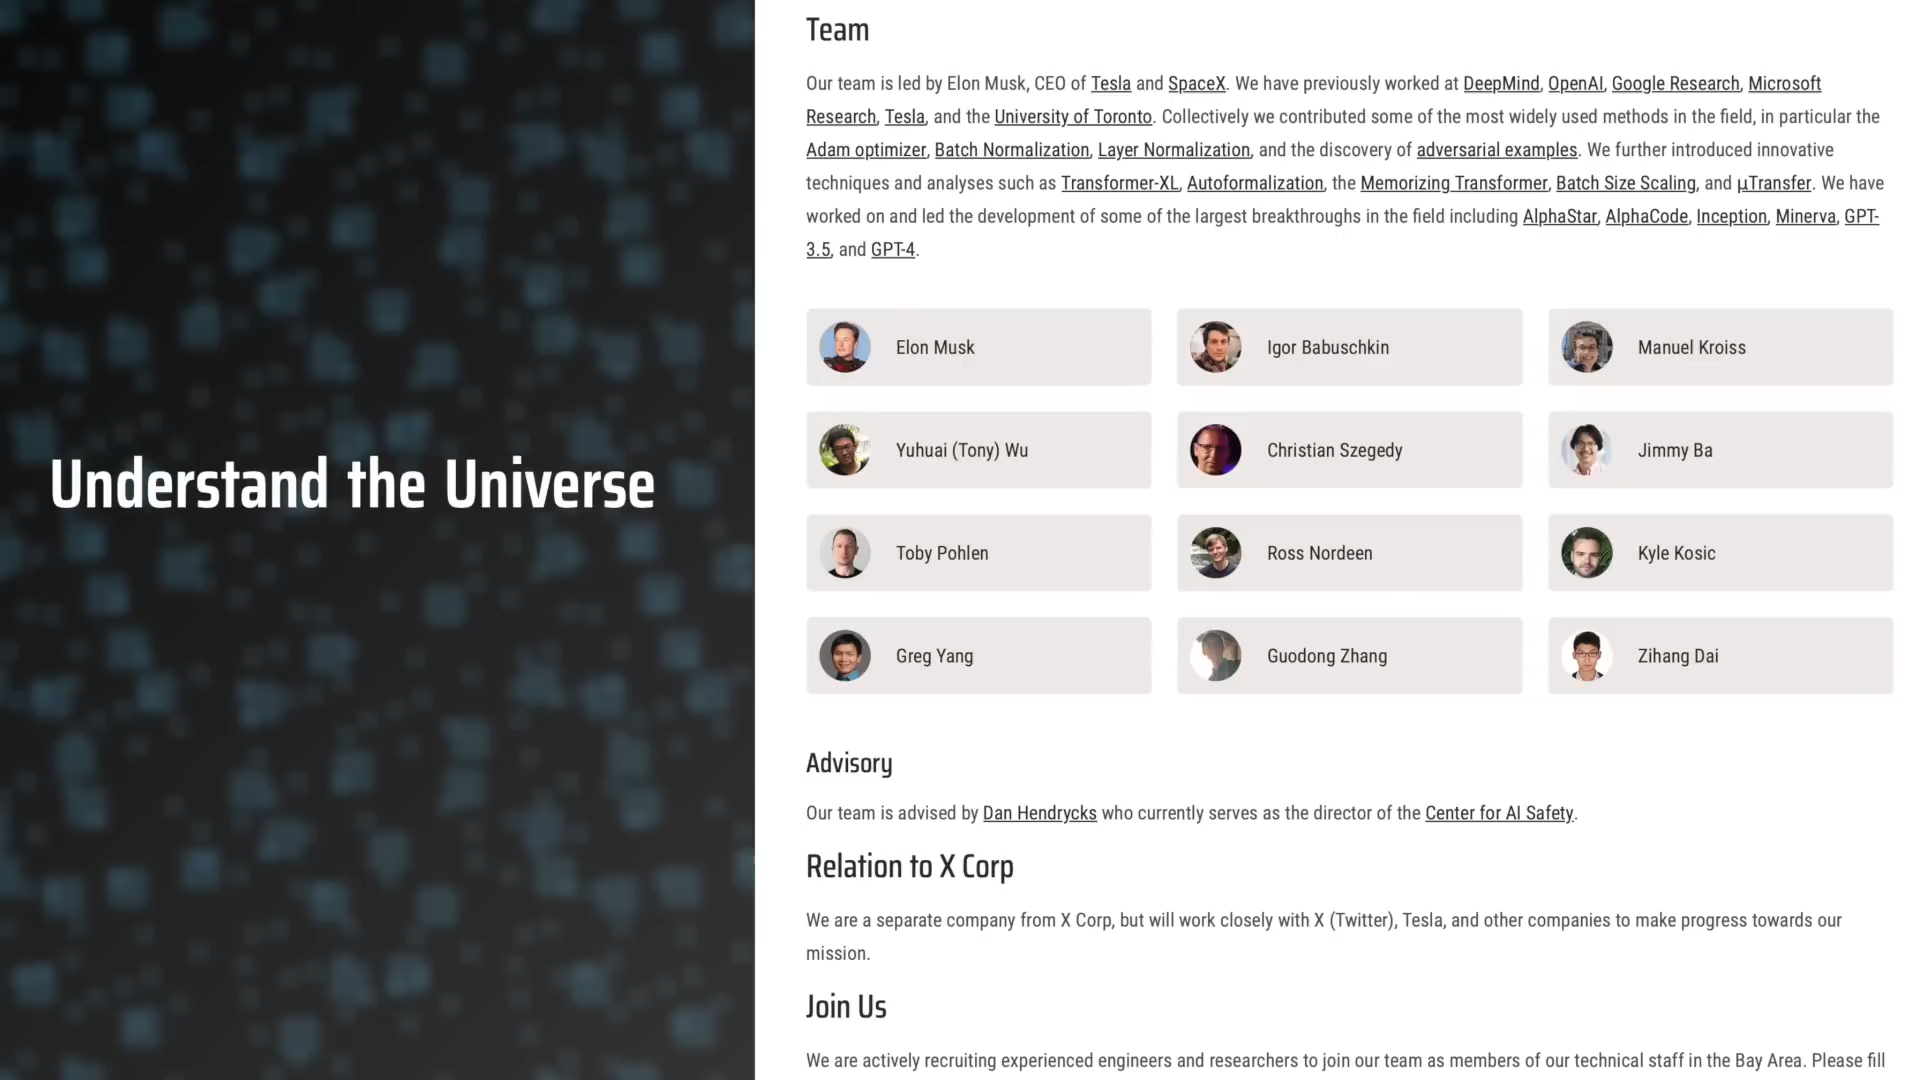 Understand the Universe
Team
Our team is led by Elon Musk, CEO of Tesla and SpaceX. We have previously worked at DeepMind, OpenAI, Google Research, Microsoft
Research, Tesla, and the University of Toronto. Collectively we contributed some of the most widely used methods in the field, in particular the
Adam optimizer, Batch Normalization, Layer Normalization, and the discovery of adversarial examples. We further introduced innovative
techniques and analyses such as Transformer-XL, Autoformalization, the Memorizing Transformer, Batch Size Scaling, and μTransfer. We have
worked on and led the development of some of the largest breakthroughs in the field including AlphaStar, AlphaCode, Inception, Minerva, GPT-
3.5, and GPT-4.
Elon Musk
Igor Babuschkin
Manuel Kroiss
Yuhuai (Tony) Wu
Christian Szegedy
Jimmy Ba
Toby Pohlen
Ross Nordeen
Kyle Kosic
Greg Yang
Guodong Zhang
Zihang Dai
Advisory
Our team is advised by Dan Hendrycks who currently serves as the director of the Center for AI Safety.
Relation to X Corp
We are a separate company from X Corp, but will work closely with X (Twitter), Tesla, and other companies to make progress towards our
mission.
Join Us
We are actively recruiting experienced engineers and researchers to join our team as members of our technical staff in the Bay Area. Please fill